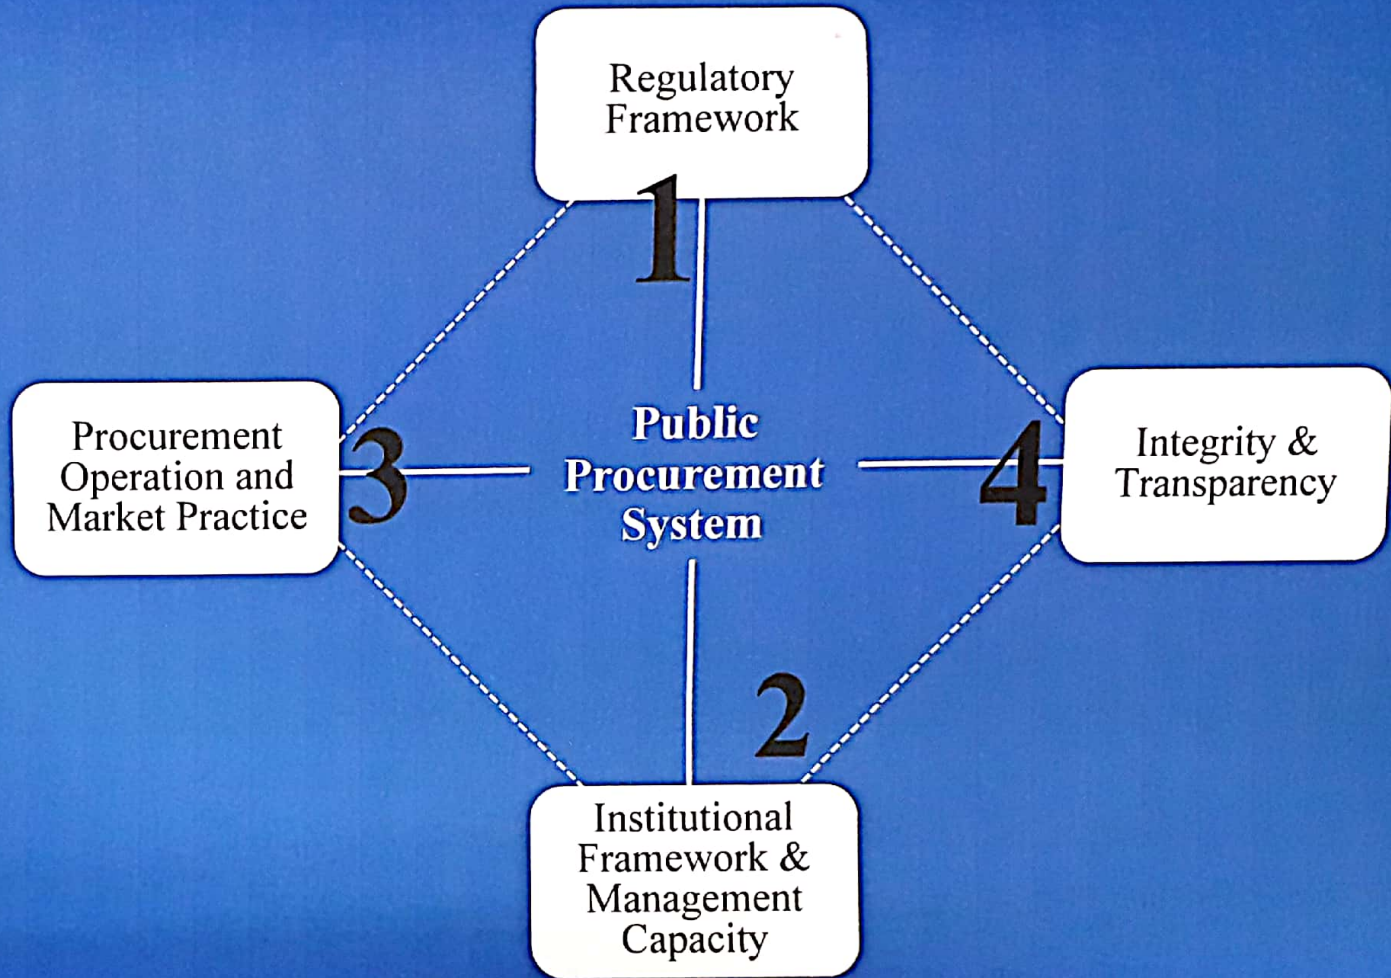 Regulatory
Framework
1
Procurement
Operation and
Market Practice
3
Public
Procurement
System
4
Integrity &
Transparency
2
Institutional
Framework &
Management
Capacity